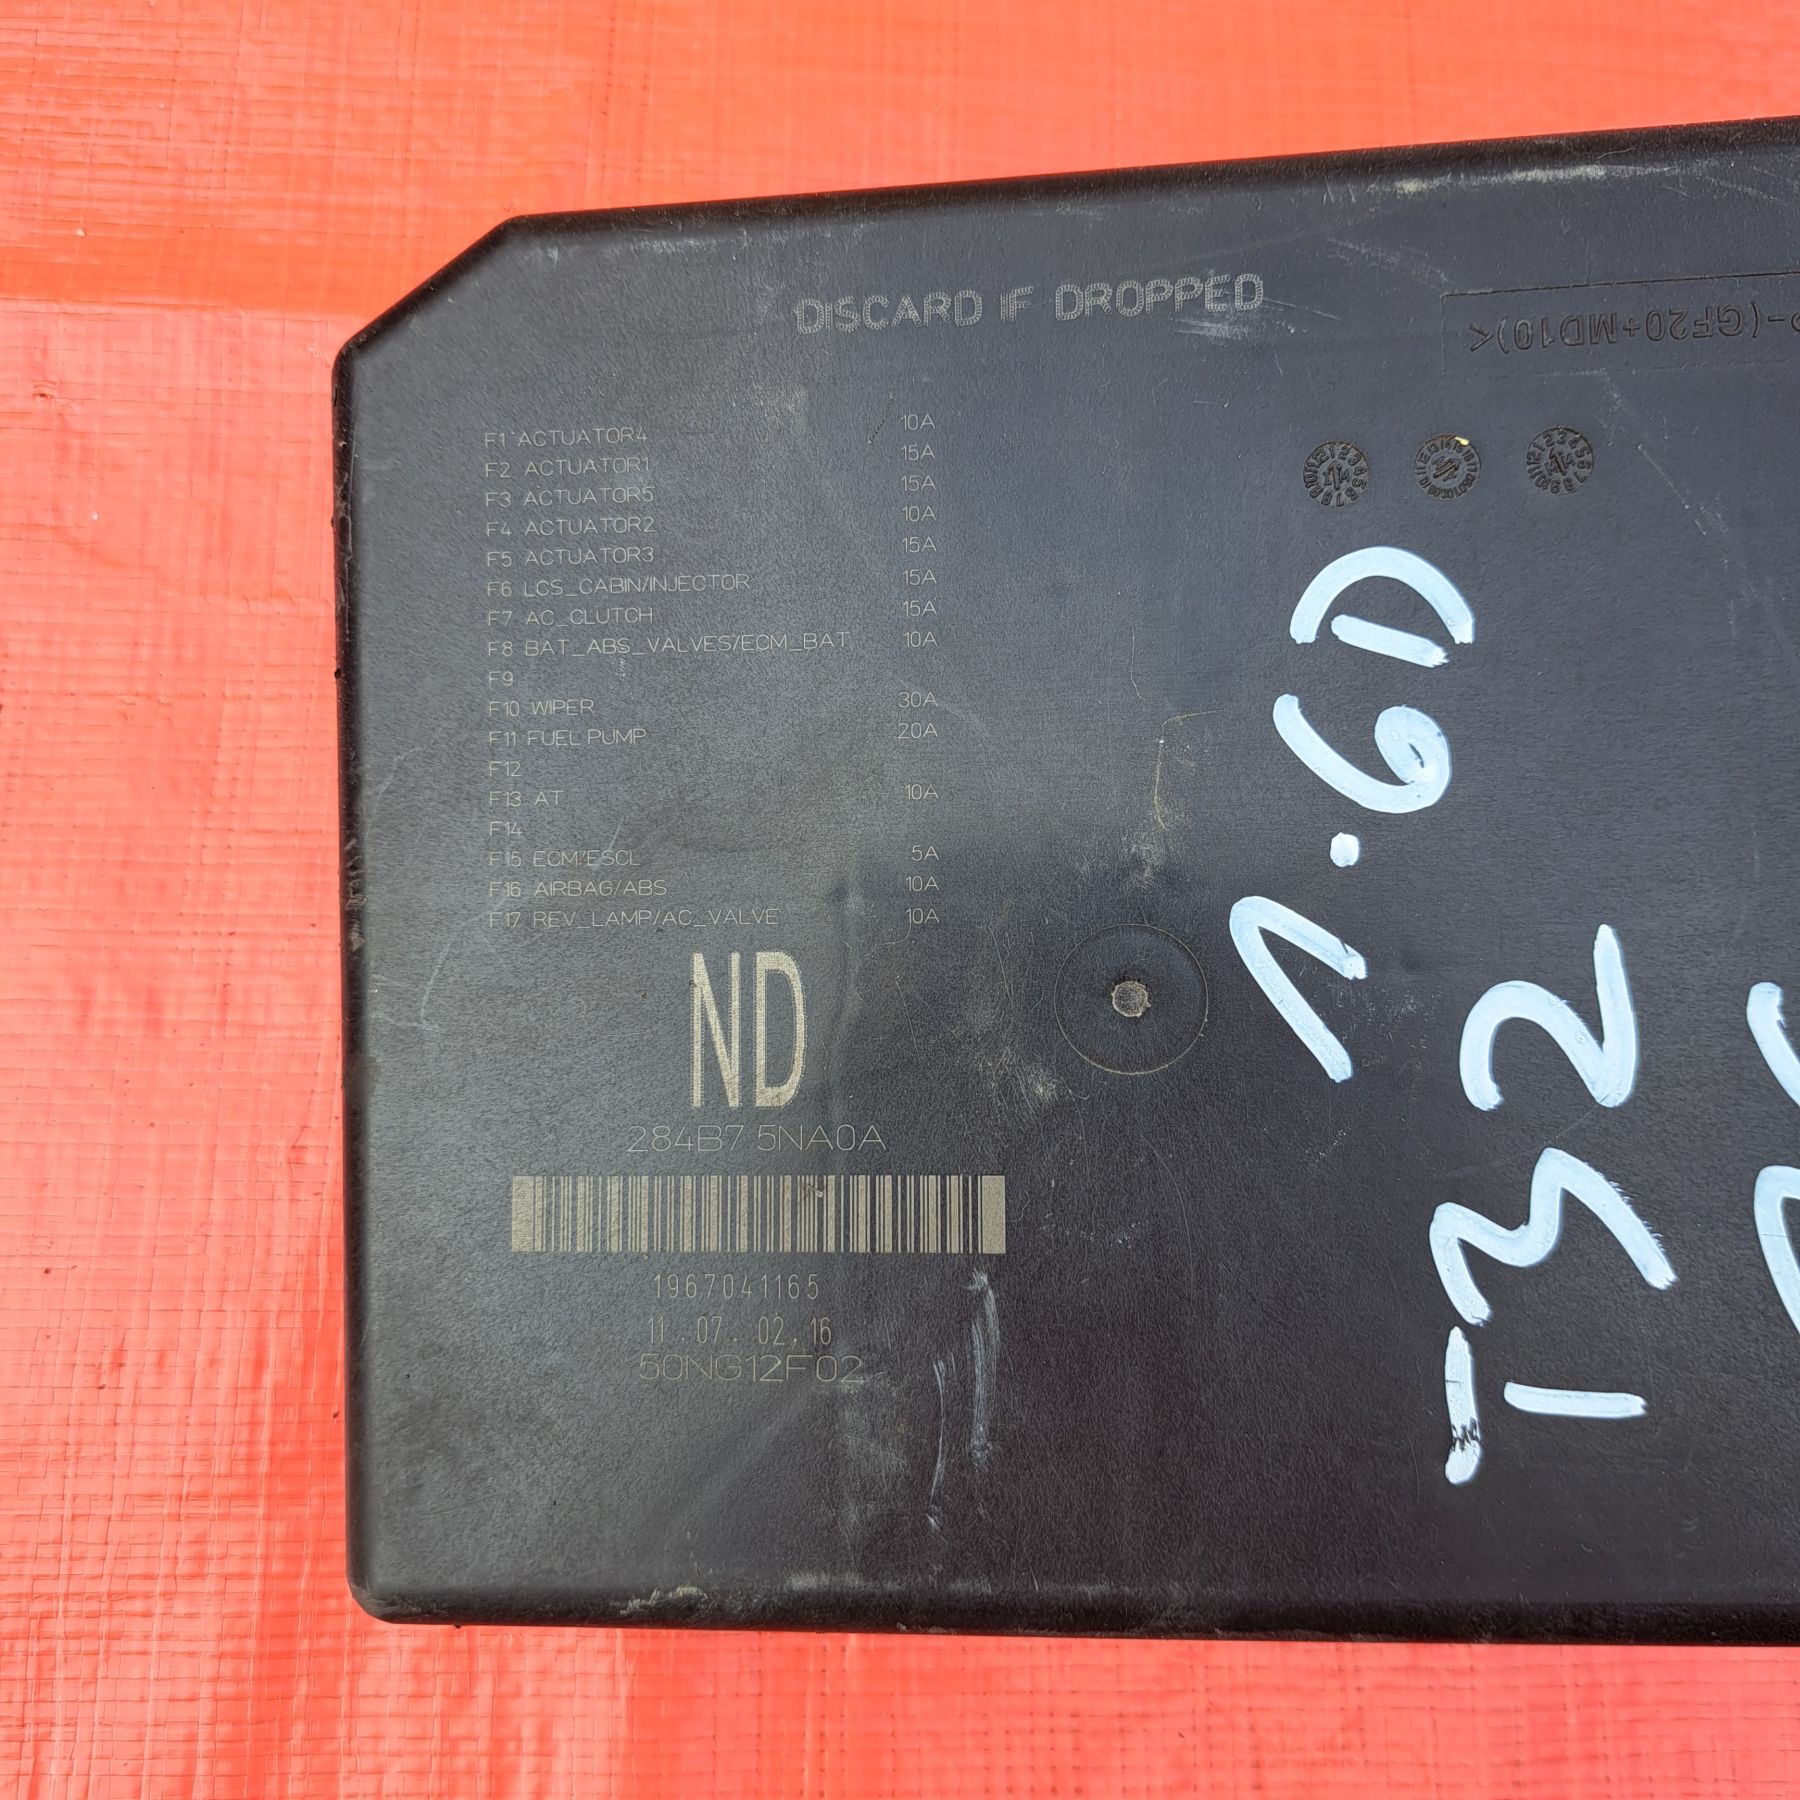 DISCARD IF DROPPED
-(GF20+MD10)<
F1 ACTUATOR4 10A
F2 ACTUATOR1 15A
F3 ACTUATOR5 15A
F4 ACTUATOR2 10A
F5 ACTUATOR3 15A
F6 LCS_CABIN/INJECTOR 15A
F7 AC_CLUTCH 15A
F8 BAT_ABS_VALVES/ECM_BAT 10A
F9
F10 WIPER 30A
F11 FUEL PUMP 20A
F12
F13 AT 10A
F14
F15 ECM/ESCL 5A
F16 AIRBAG/ABS 10A
F17 REV_LAMP/AC_VALVE 10A
ND
284B7 5NA0A
1967041165
11.07.02.16
50NG12F02
1.6D
T32